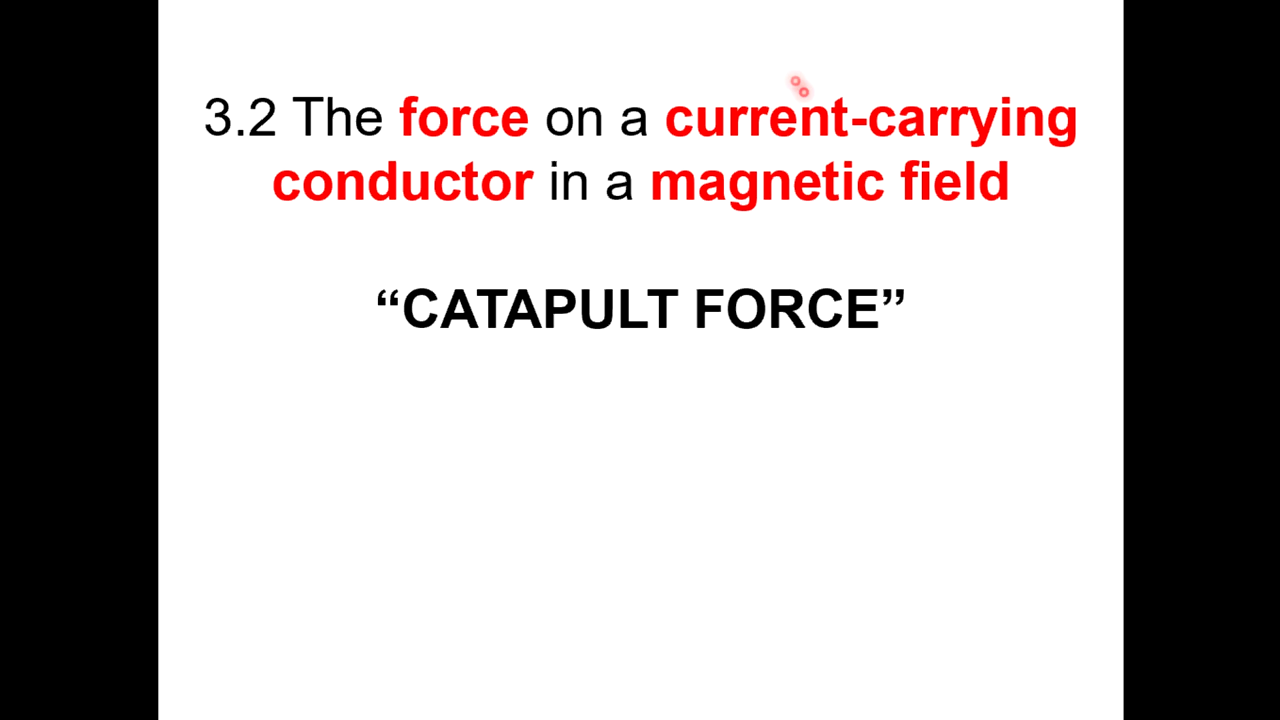 3.2 The force on a current-carrying
conductor in a magnetic field
“CATAPULT FORCE”